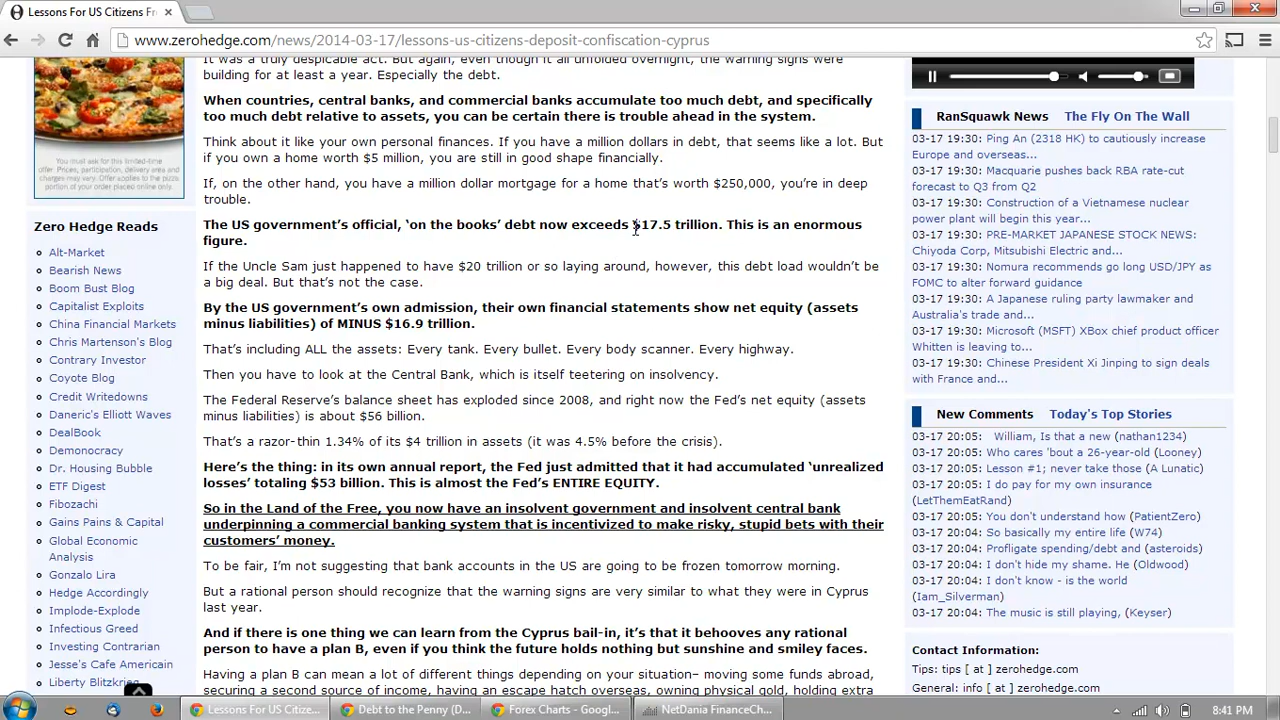 Lessons For US Citizens Fr
www.zerohedge.com/news/2014-03-17/lessons-us-citizens-deposit-confiscation-cyprus
You must ask for this limited-time
offer. Prices, participation, delivery area and
charges may vary. Offers available at the
pizza portion of your order placed online only.
Zero Hedge Reads
Alt-Market
Bearish News
Boom Bust Blog
Capitalist Exploits
China Financial Markets
Chris Martenson's Blog
Contrary Investor
Coyote Blog
Credit Writedowns
Daneric's Elliott Waves
DealBook
Demonocracy
Dr. Housing Bubble
ETF Digest
Fibozachi
Gains Pains & Capital
Global Economic
Analysis
Gonzalo Lira
Hedge Accordingly
Implode-Explode
Infectious Greed
Investing Contrarian
Jesse's Cafe American
Liberty Blitzkrieg
It was a truly despicable act. But again, even though it all unfolded overnight, the warning signs were
building for at least a year. Especially the debt.
When countries, central banks, and commercial banks accumulate too much debt, and specifically
too much debt relative to assets, you can be certain there is trouble ahead in the system.
Think about it like your own personal finances. If you have a million dollars in debt, that seems like a lot. But
if you own a home worth $5 million, you are still in good shape financially.
If, on the other hand, you have a million dollar mortgage for a home that’s worth $250,000, you’re in deep
trouble.
The US government’s official, ‘on the books’ debt now exceeds $17.5 trillion. This is an enormous
figure.
If the Uncle Sam just happened to have $20 trillion or so laying around, however, this debt load wouldn’t be
a big deal. But that’s not the case.
By the US government’s own admission, their own financial statements show net equity (assets
minus liabilities) of MINUS $16.9 trillion.
That’s including ALL the assets: Every tank. Every bullet. Every body scanner. Every highway.
Then you have to look at the Central Bank, which is itself teetering on insolvency.
The Federal Reserve’s balance sheet has exploded since 2008, and right now the Fed’s net equity (assets
minus liabilities) is about $56 billion.
That’s a razor-thin 1.34% of its $4 trillion in assets (it was 4.5% before the crisis).
Here’s the thing: in its own annual report, the Fed just admitted that it had accumulated ‘unrealized
losses’ totaling $53 billion. This is almost the Fed’s ENTIRE EQUITY.
So in the Land of the Free, you now have an insolvent government and insolvent central bank
underpinning a commercial banking system that is incentivized to make risky, stupid bets with their
customers’ money.
To be fair, I’m not suggesting that bank accounts in the US are going to be frozen tomorrow morning.
But a rational person should recognize that the warning signs are very similar to what they were in Cyprus
last year.
And if there is one thing we can learn from the Cyprus bail-in, it’s that it behooves any rational
person to have a plan B, even if you think the future holds nothing but sunshine and smiley faces.
Having a plan B can mean a lot of different things depending on your situation– moving some funds abroad,
securing a second source of income, having an escape hatch overseas, owning physical gold, holding extra
RanSquawk News The Fly On The Wall
03-17 19:30: Ping An (2318 HK) to cautiously increase
Europe and overseas...
03-17 19:30: Macquarie pushes back RBA rate-cut
forecast to Q3 from Q2
03-17 19:30: Construction of a Vietnamese nuclear
power plant will begin this year...
03-17 19:30: PRE-MARKET JAPANESE STOCK NEWS:
Chiyoda Corp, Mitsubishi Electric and...
03-17 19:30: Nomura recommends go long USD/JPY as
FOMC to alter forward guidance
03-17 19:30: A Japanese ruling party lawmaker and
Australia's trade and...
03-17 19:30: Microsoft (MSFT) XBox chief product officer
Whitten is leaving to...
03-17 19:30: Chinese President Xi Jinping to sign deals
with France and...
New Comments Today's Top Stories
03-17 20:05: William, Is that a new (nathan1234)
03-17 20:05: Who cares 'bout a 26-year-old (Looney)
03-17 20:05: Lesson #1; never take those (A Lunatic)
03-17 20:05: I do pay for my own insurance
(LetThemEatRand)
03-17 20:05: You don't understand how (PatientZero)
03-17 20:04: So basically my entire life (W74)
03-17 20:04: Profligate spending/debt and (asteroids)
03-17 20:04: I don't hide my shame. He (Oldwood)
03-17 20:04: I don't know - is the world
(Iam_Silverman)
03-17 20:04: The music is still playing, (Keyser)
Contact Information:
Tips: tips [ at ] zerohedge.com
General: info [ at ] zerohedge.com
Lessons For US Citize...
Debt to the Penny (D...
Forex Charts - Googl...
NetDania FinanceCh...
8:41 PM